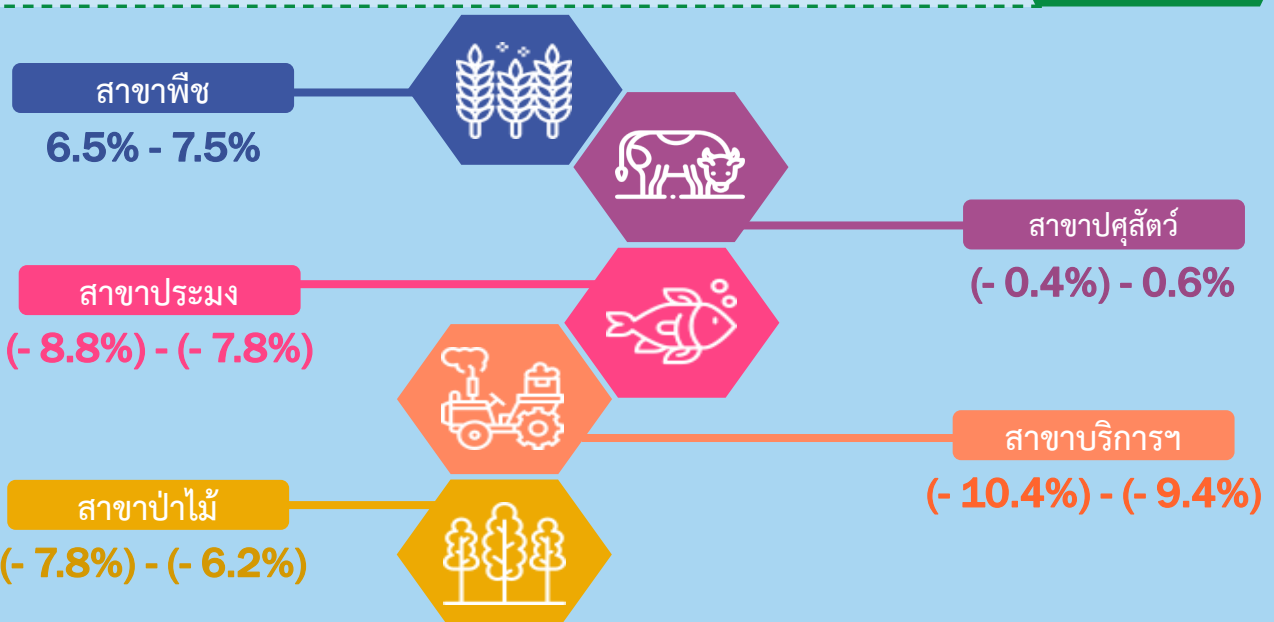 สาขาพืช
6.5% - 7.5%
สาขาปศุสัตว์
(- 0.4%) - 0.6%
สาขาประมง
(- 8.8%) - (- 7.8%)
สาขาบริการฯ
(- 10.4%) - (- 9.4%)
สาขาป่าไม้
(- 7.8%) - (- 6.2%)